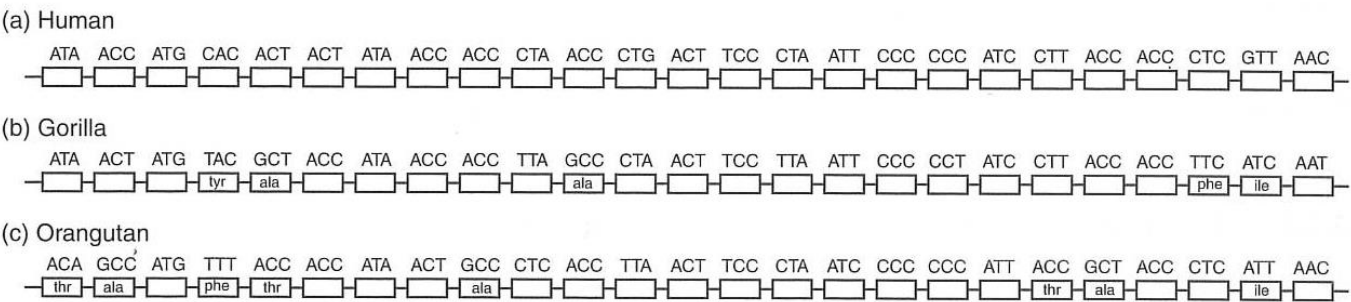 (a) Human
ATA ACC ATG CAC ACT ACT ATA ACC ACC CTA ACC CTG ACT TCC CTA ATT CCC CCC ATC CTT ACC ACC CTC GTT AAC
(b) Gorilla
ATA ACT ATG TAC GCT ACC ATA ACC ACC TTA GCC CTA ACT TCC TTA ATT CCC CCT ATC CTT ACC ACC TTC ATC AAT
tyr ala ala phe ile
(c) Orangutan
ACA GCC ATG TTT ACC ACC ATA ACT GCC CTC ACC TTA ACT TCC CTA ATC CCC CCC ATT ACC GCT ACC CTC ATT AAC
thr ala phe thr ala thr ala ile